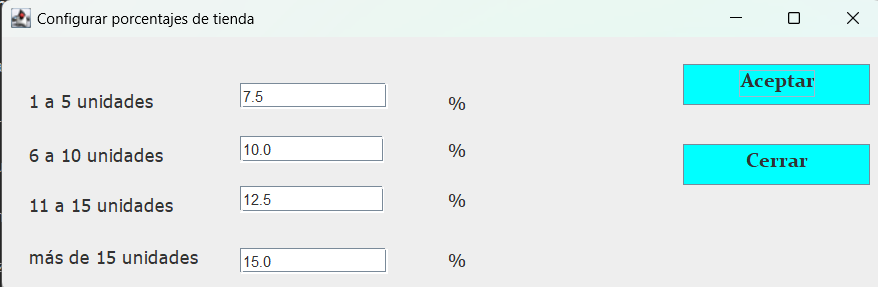 Configurar porcentajes de tienda
1 a 5 unidades 7.5 % Aceptar
6 a 10 unidades 10.0 % Cerrar
11 a 15 unidades 12.5 %
más de 15 unidades 15.0 %